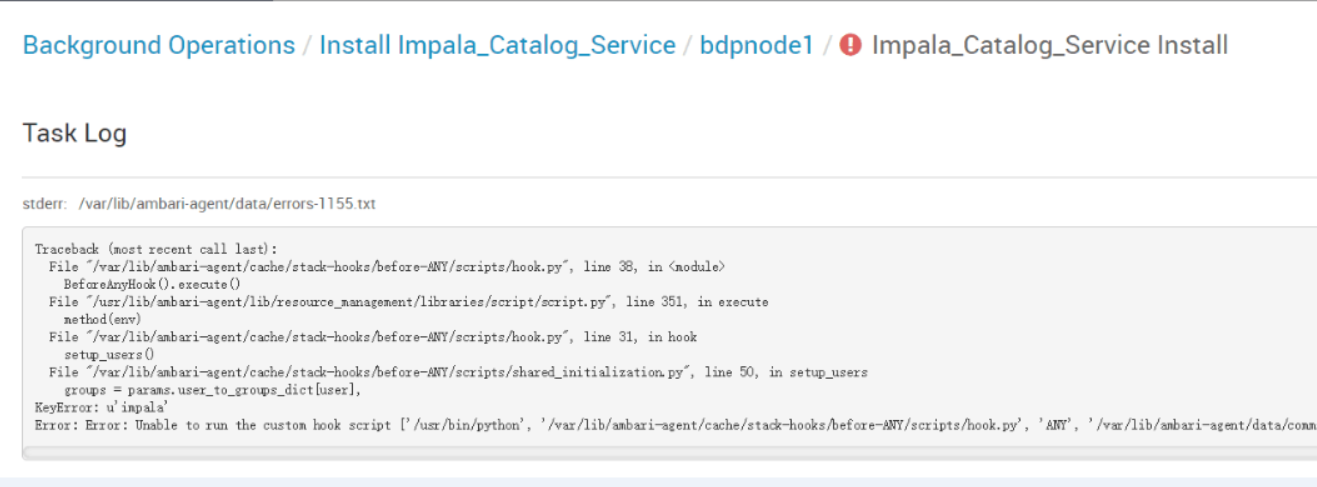 Background Operations / Install Impala_Catalog_Service / bdpnode1 / Impala_Catalog_Service Install
Task Log
stderr: /var/lib/ambari-agent/data/errors-1155.txt
Traceback (most recent call last):
  File "/var/lib/ambari-agent/cache/stack-hooks/before-ANY/scripts/hook.py", line 38, in <module>
    BeforeAnyHook().execute()
  File "/usr/lib/ambari-agent/lib/resource_management/libraries/script/script.py", line 351, in execute
    method(env)
  File "/var/lib/ambari-agent/cache/stack-hooks/before-ANY/scripts/hook.py", line 31, in hook
    setup_users()
  File "/var/lib/ambari-agent/cache/stack-hooks/before-ANY/scripts/shared_initialization.py", line 50, in setup_users
    groups = params.user_to_groups_dict[user],
KeyError: u'impala'
Error: Error: Unable to run the custom hook script ['/usr/bin/python', '/var/lib/ambari-agent/cache/stack-hooks/before-ANY/scripts/hook.py', 'ANY', '/var/lib/ambari-agent/data/comm